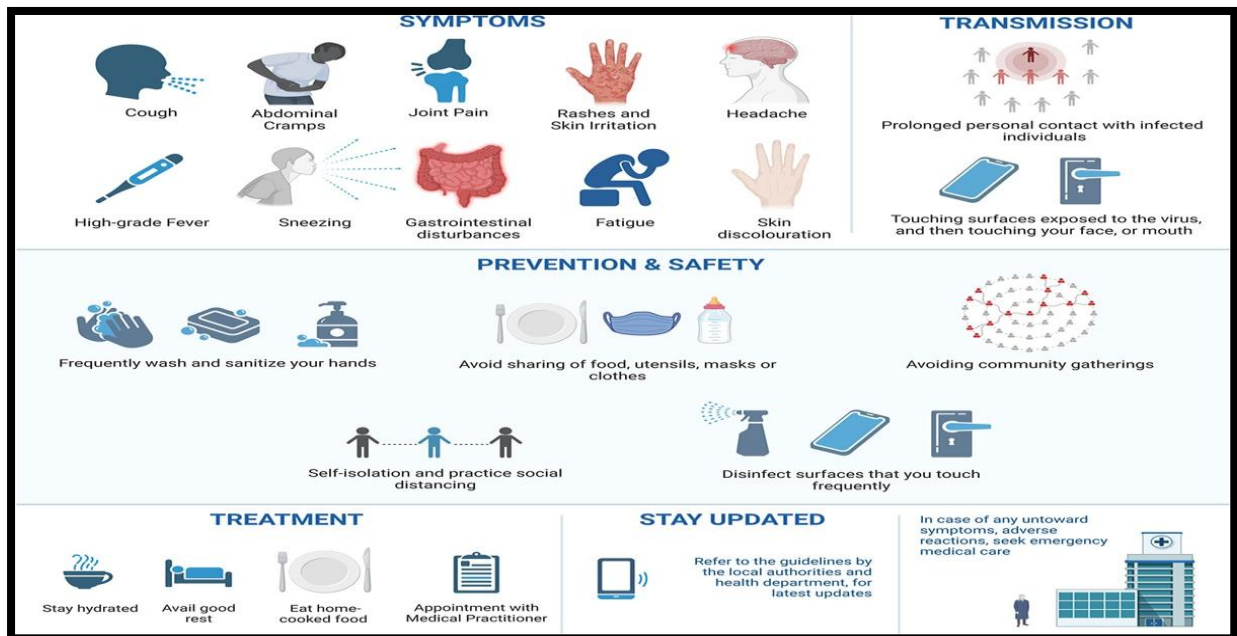 SYMPTOMS
Cough
Abdominal
Cramps
Joint Pain
Rashes and
Skin Irritation
Headache
High-grade Fever
Sneezing
Gastrointestinal
disturbances
Fatigue
Skin
discolouration
TRANSMISSION
Prolonged personal contact with infected
individuals
Touching surfaces exposed to the virus,
and then touching your face, or mouth
PREVENTION & SAFETY
Frequently wash and sanitize your hands
Avoid sharing of food, utensils, masks or
clothes
Avoiding community gatherings
Self-isolation and practice social
distancing
Disinfect surfaces that you touch
frequently
TREATMENT
Stay hydrated
Avail good
rest
Eat home-
cooked food
Appointment with
Medical Practitioner
STAY UPDATED
Refer to the guidelines by
the local authorities and
health department, for
latest updates
In case of any untoward
symptoms, adverse
reactions, seek emergency
medical care